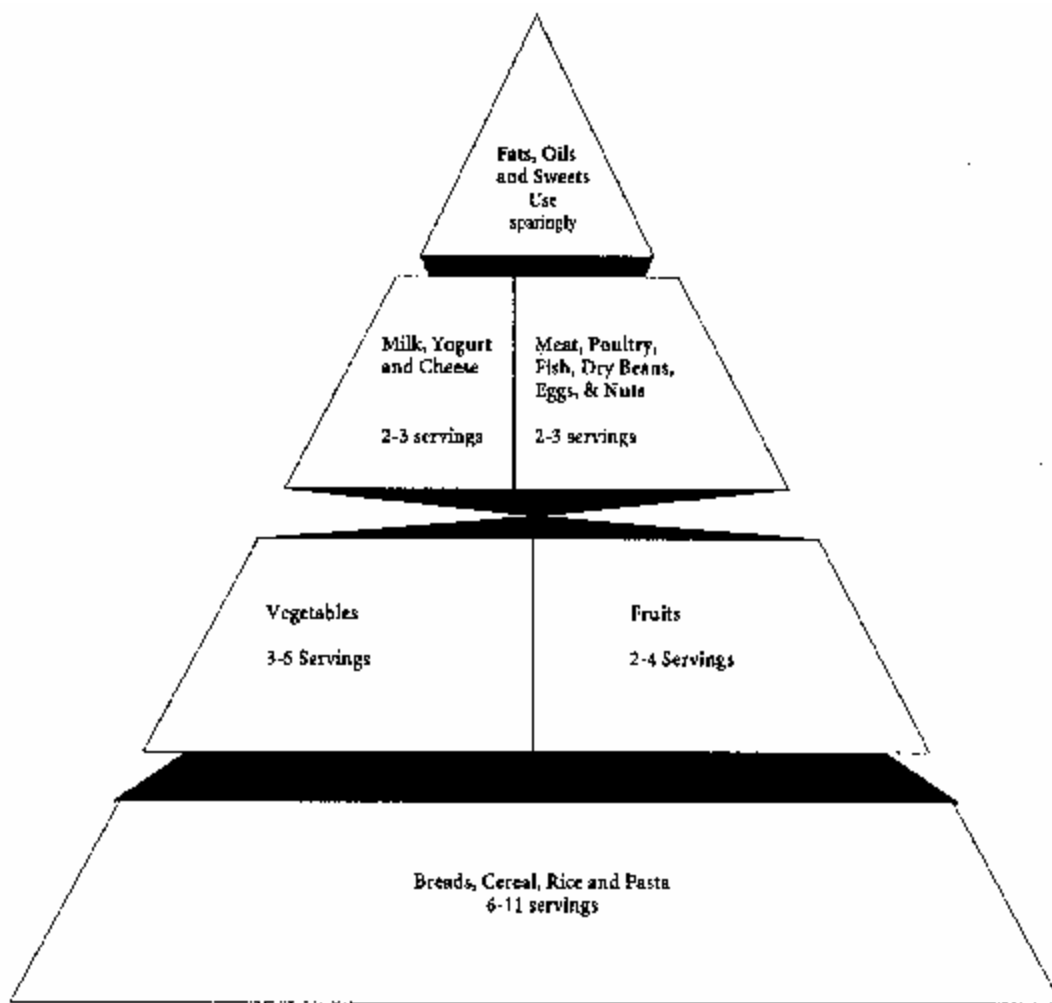 Fats, Oils
and Sweets
Use
sparingly
Milk, Yogurt
and Cheese
2-3 servings
Meat, Poultry,
Fish, Dry Beans,
Eggs, & Nuts
2-3 servings
Vegetables
3-5 Servings
Fruits
2-4 Servings
Breads, Cereal, Rice and Pasta
6-11 servings